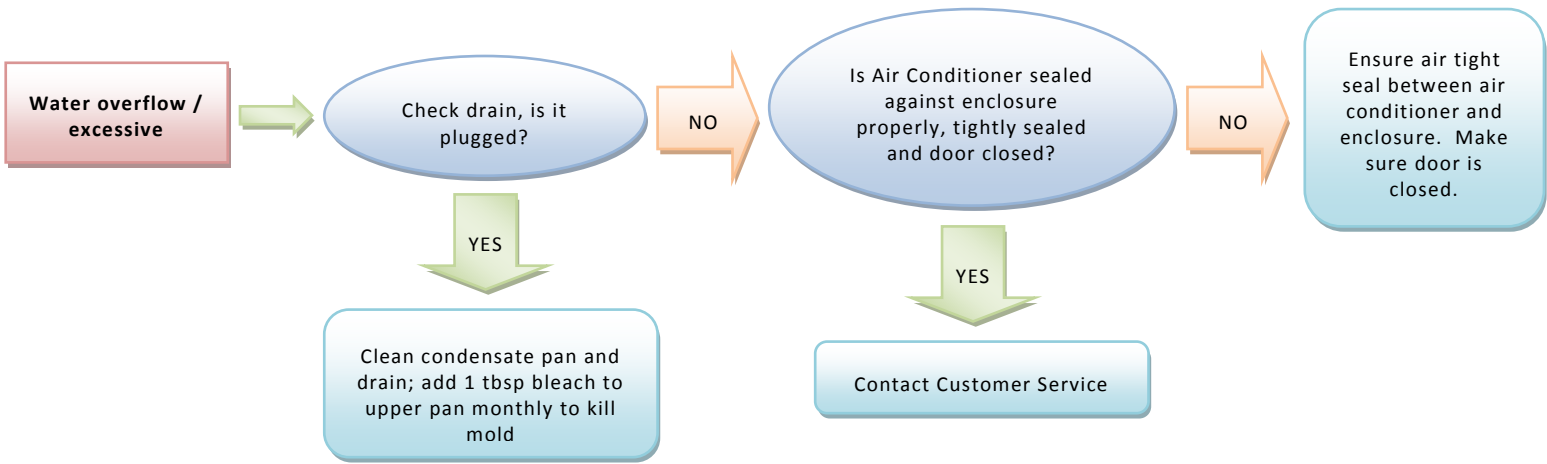 Water overflow /
excessive
Check drain, is it
plugged?
NO
Is Air Conditioner sealed
against enclosure
properly, tightly sealed
and door closed?
NO
Ensure air tight
seal between air
conditioner and
enclosure.  Make
sure door is
closed.
YES
Clean condensate pan and
drain; add 1 tbsp bleach to
upper pan monthly to kill
mold
YES
Contact Customer Service